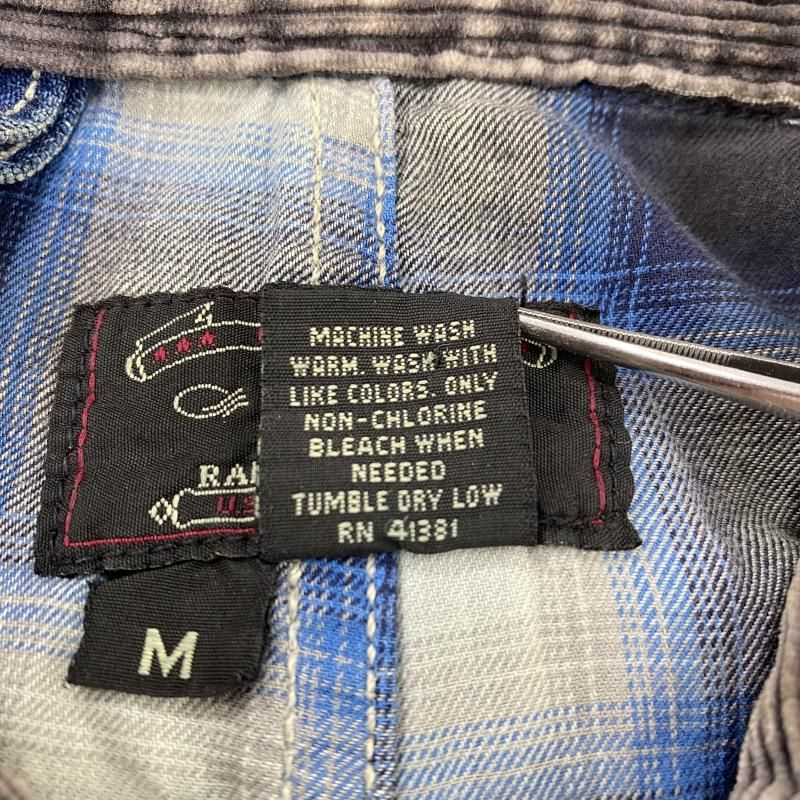 MACHINE WASH
WARM. WASH WITH
LIKE COLORS. ONLY
NON-CHLORINE
BLEACH WHEN
NEEDED
TUMBLE DRY LOW
RN 41381
M